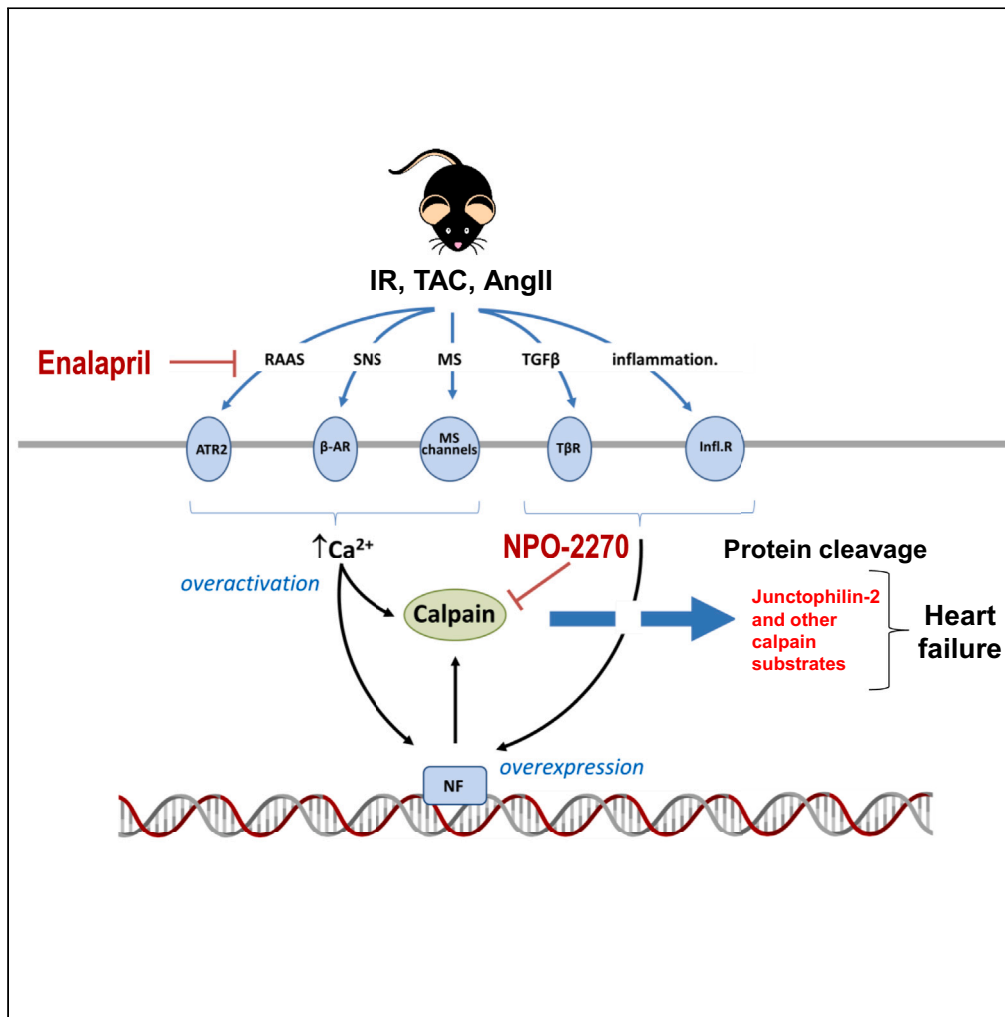 IR, TAC, AngII
Enalapril
RAAS
SNS
MS
TGFβ
inflammation.
ATR2
β-AR
MS
channels
TβR
Infl.R
↑Ca²⁺
overactivation
NPO-2270
Calpain
Protein cleavage
Junctophilin-2
and other
calpain
substrates
Heart
failure
overexpression
NF